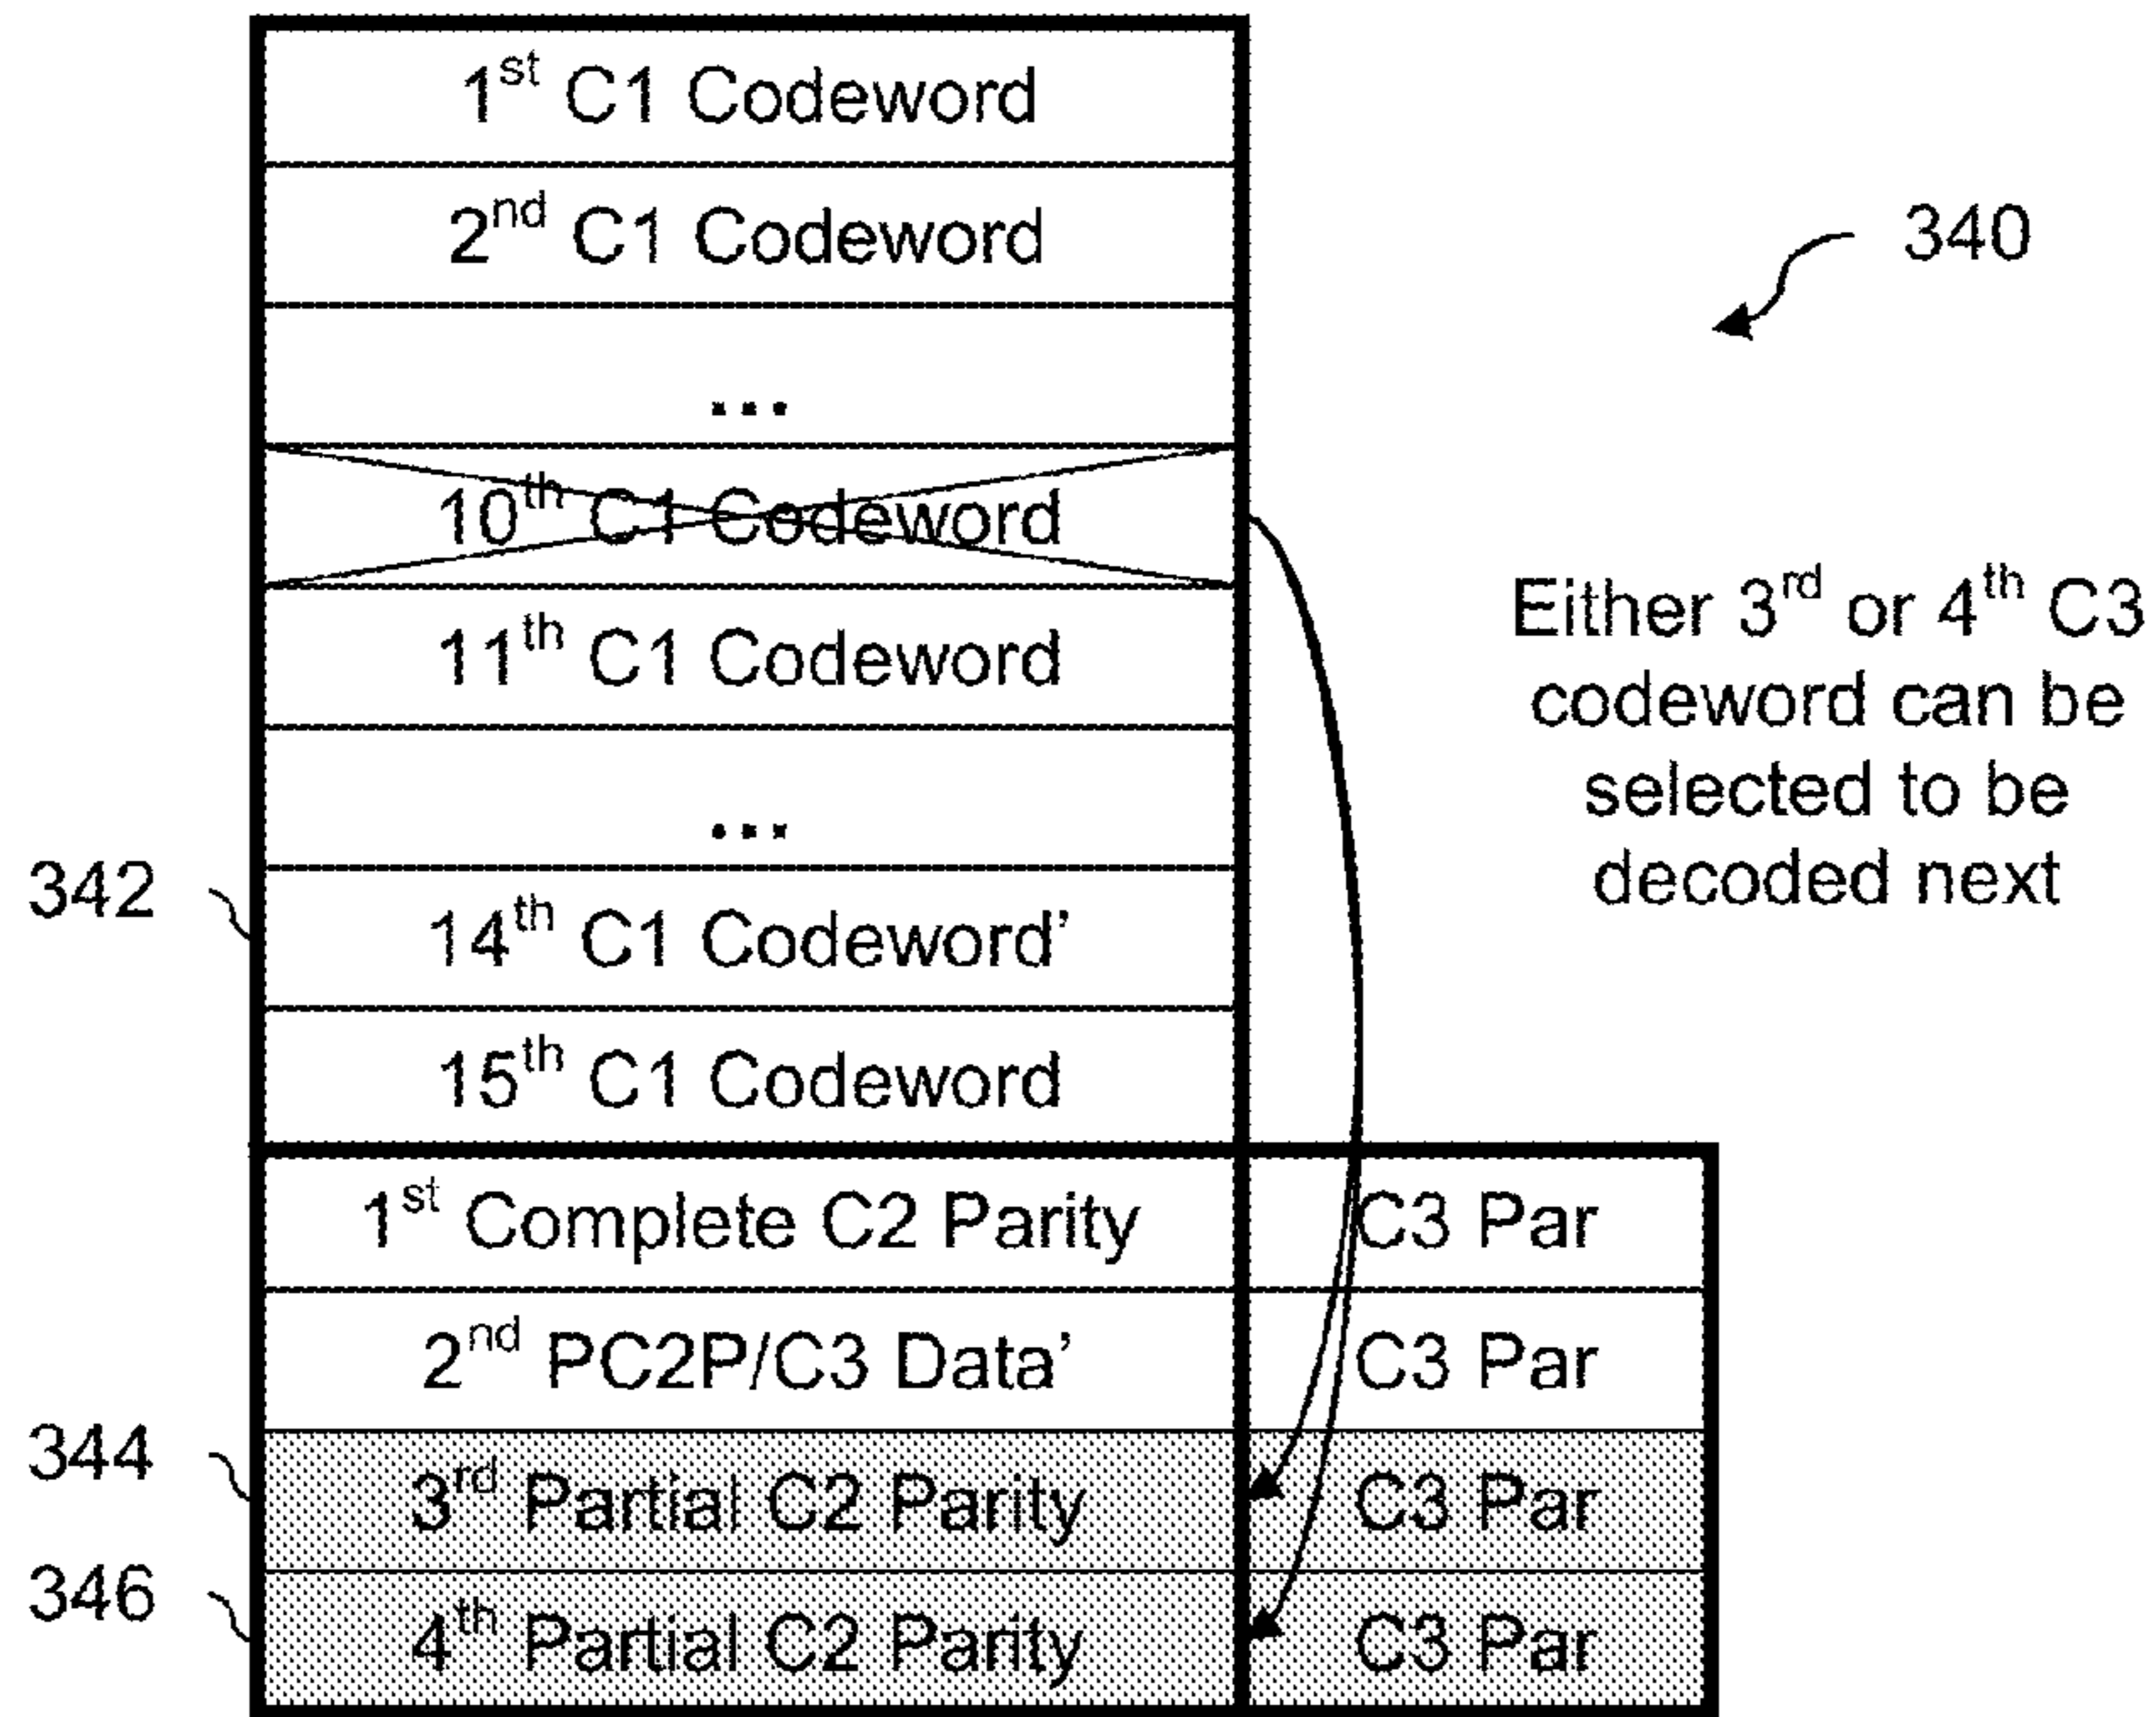 1st C1 Codeword
2nd C1 Codeword
340
...
10th C1 Codeword
Either 3rd or 4th C3
codeword can be
selected to be
decoded next
11th C1 Codeword
...
342
14th C1 Codeword’
15th C1 Codeword
1st Complete C2 Parity C3 Par
2nd PC2P/C3 Data’ C3 Par
344
3rd Partial C2 Parity C3 Par
346
4th Partial C2 Parity C3 Par